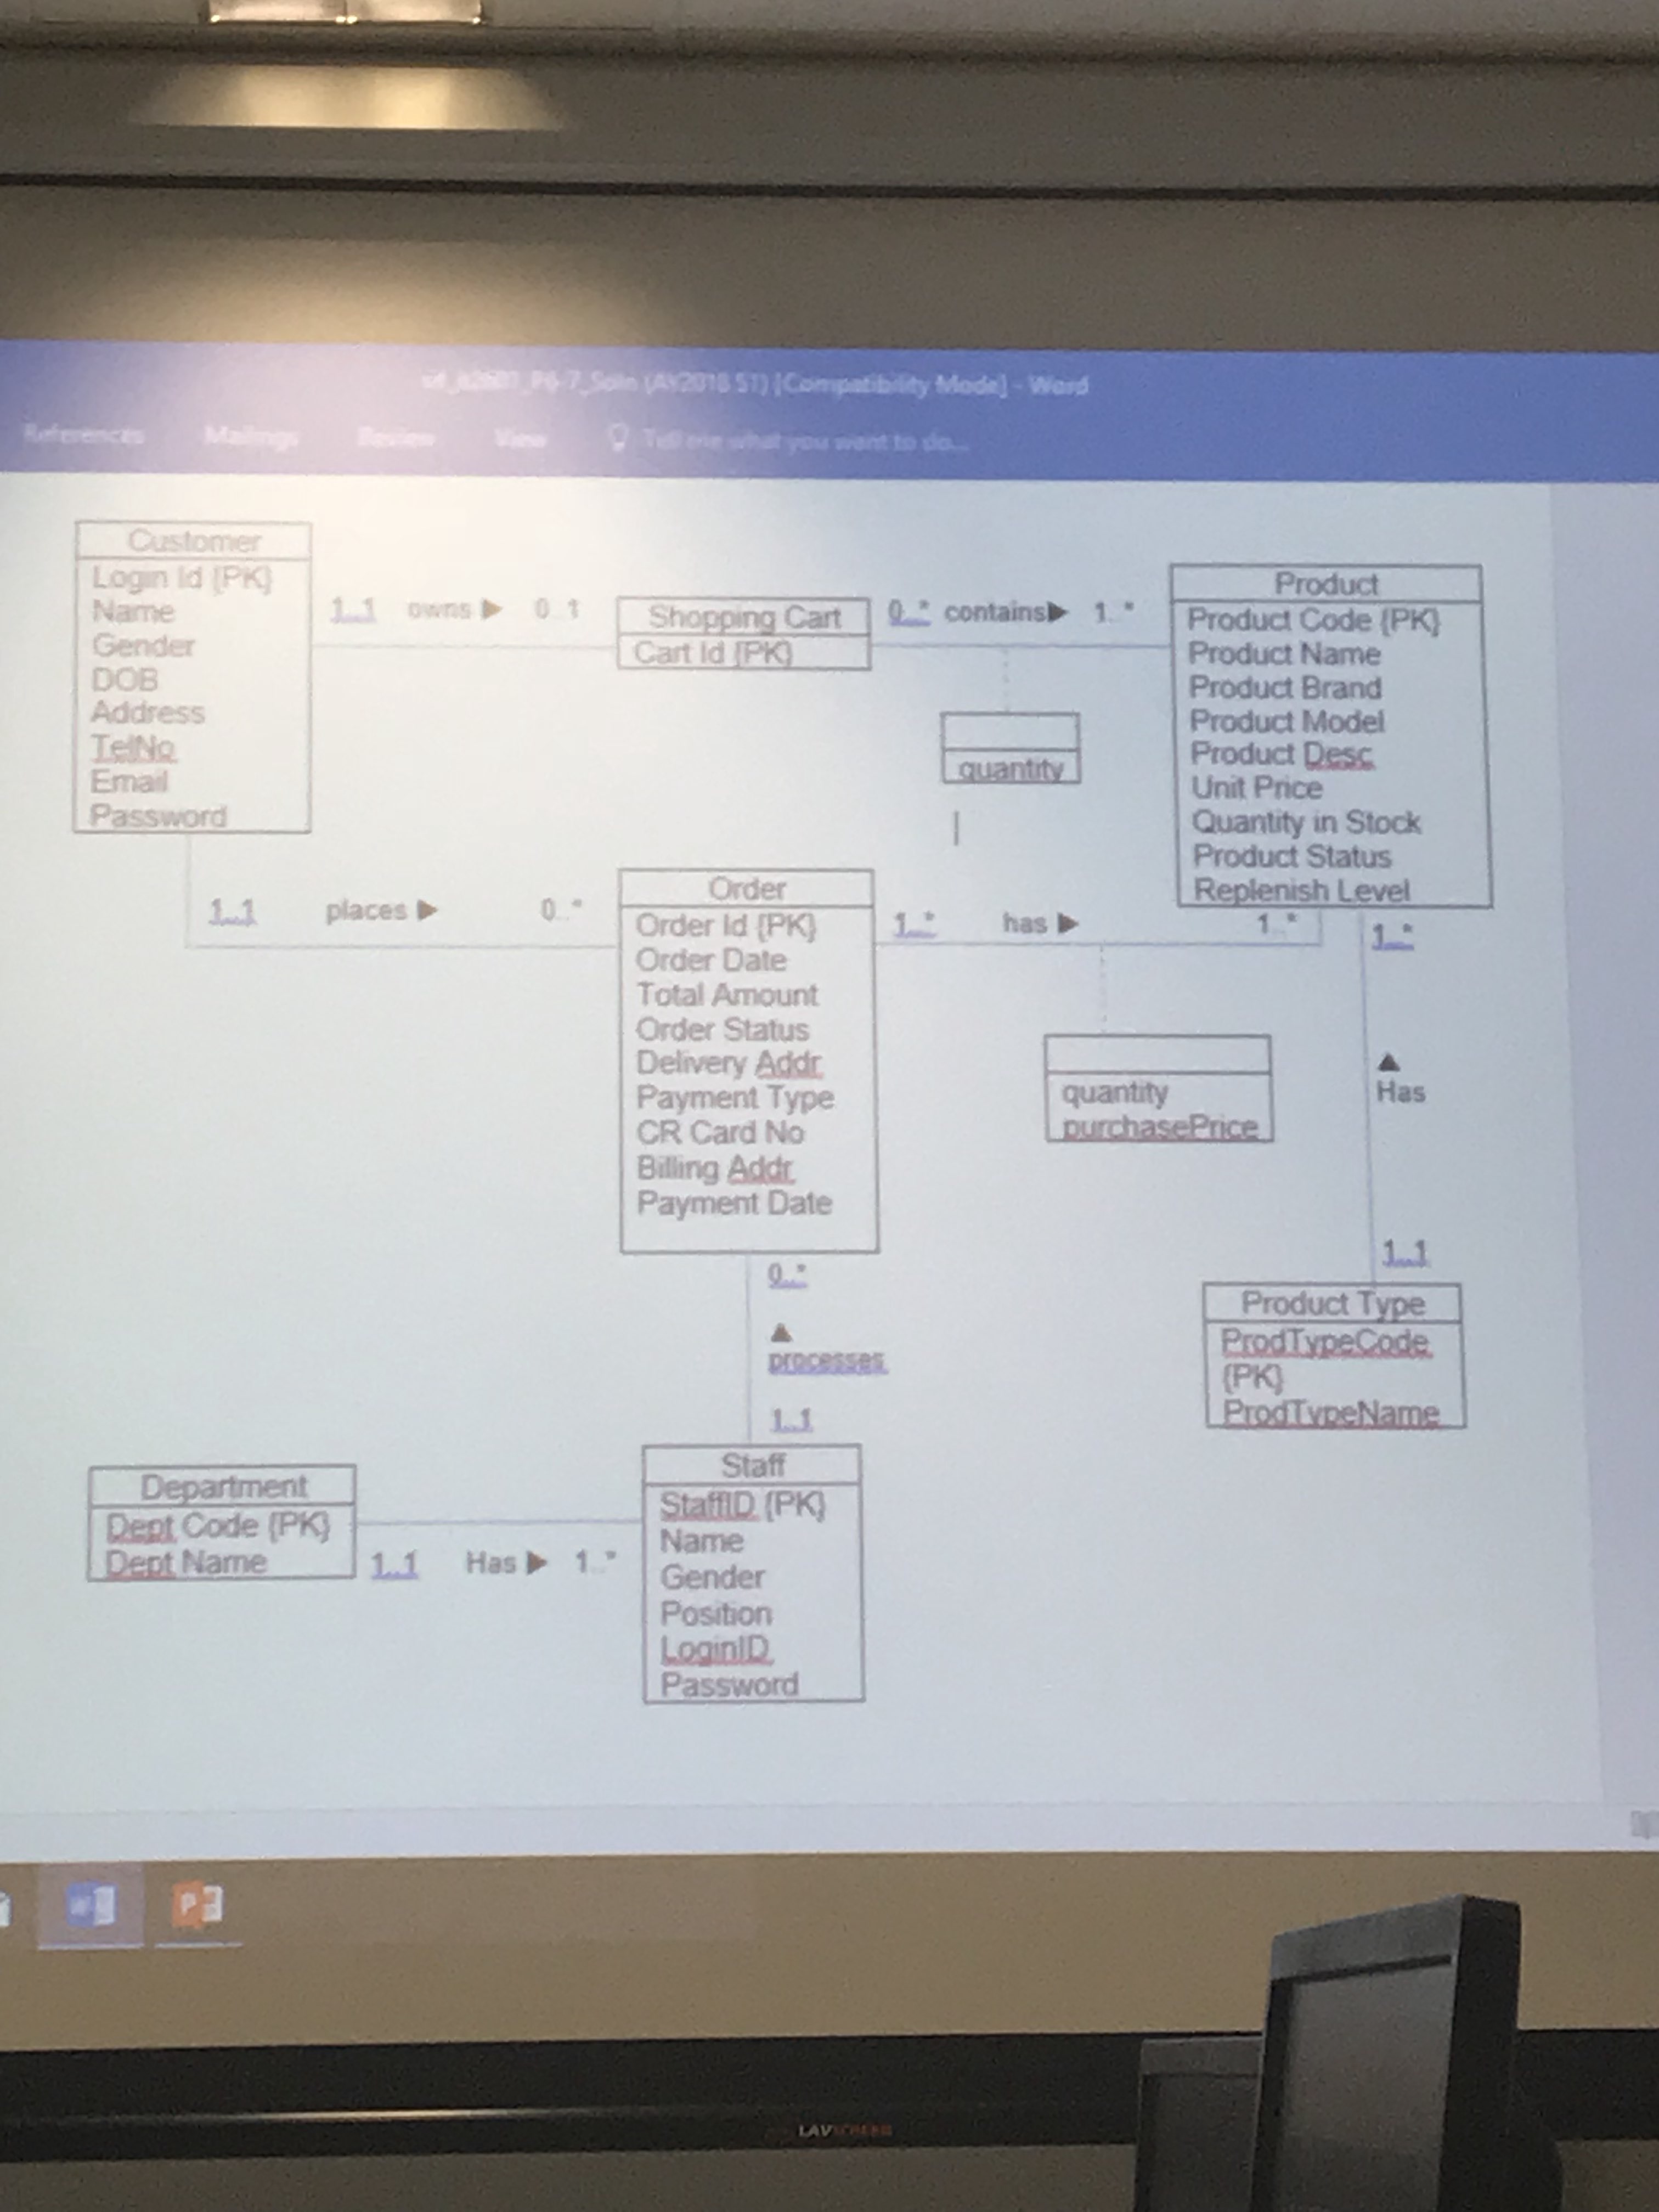 (AY2018 S1) [Compatibility Mode] - Word
References Mailings Review View Tell me what you want to do...
Customer
Login Id {PK}
Name
Gender
DOB
Address
TelNo
Email
Password
1..1 owns ▶ 0..1
Shopping Cart
Cart Id {PK}
0..* contains▶ 1..*
quantity
Product
Product Code {PK}
Product Name
Product Brand
Product Model
Product Desc
Unit Price
Quantity in Stock
Product Status
Replenish Level
1..1 places ▶ 0..*
Order
Order Id {PK}
Order Date
Total Amount
Order Status
Delivery Addr
Payment Type
CR Card No
Billing Addr
Payment Date
1..* has ▶ 1..*
quantity
purchasePrice
1..*
▲
Has
1..1
Product Type
ProdTypeCode
{PK}
ProdTypeName
0..*
▲
processes
1..1
Department
Dept Code {PK}
Dept Name
1..1 Has ▶ 1..*
Staff
StaffID {PK}
Name
Gender
Position
LoginID
Password
LAVSCREEN